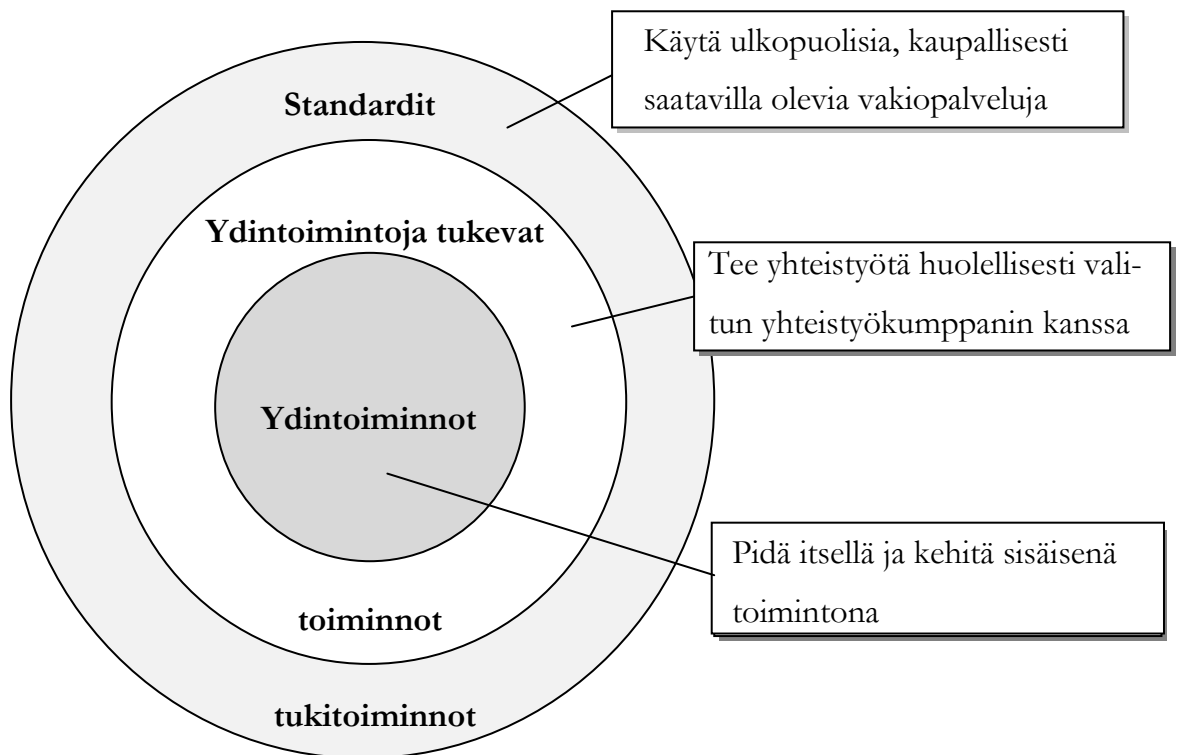 Käytä ulkopuolisia, kaupallisesti
saatavilla olevia vakiopalveluja
Standardit
Ydintoimintoja tukevat
Tee yhteistyötä huolellisesti vali-
tun yhteistyökumppanin kanssa
Ydintoiminnot
Pidä itsellä ja kehitä sisäisenä
toimintona
toiminnot
tukitoiminnot